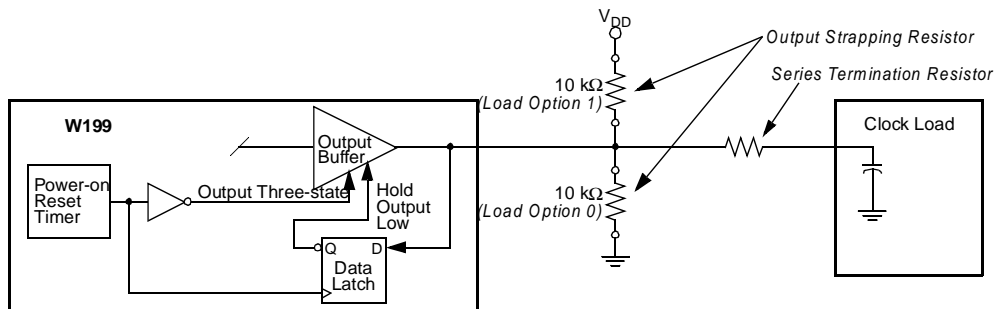 VDD
Output Strapping Resistor
Series Termination Resistor
10 kΩ
(Load Option 1)
W199
Clock Load
Output
Buffer
Power-on
Reset
Timer
Output Three-state
Hold
Output
Low
10 kΩ
(Load Option 0)
Q
D
Data
Latch